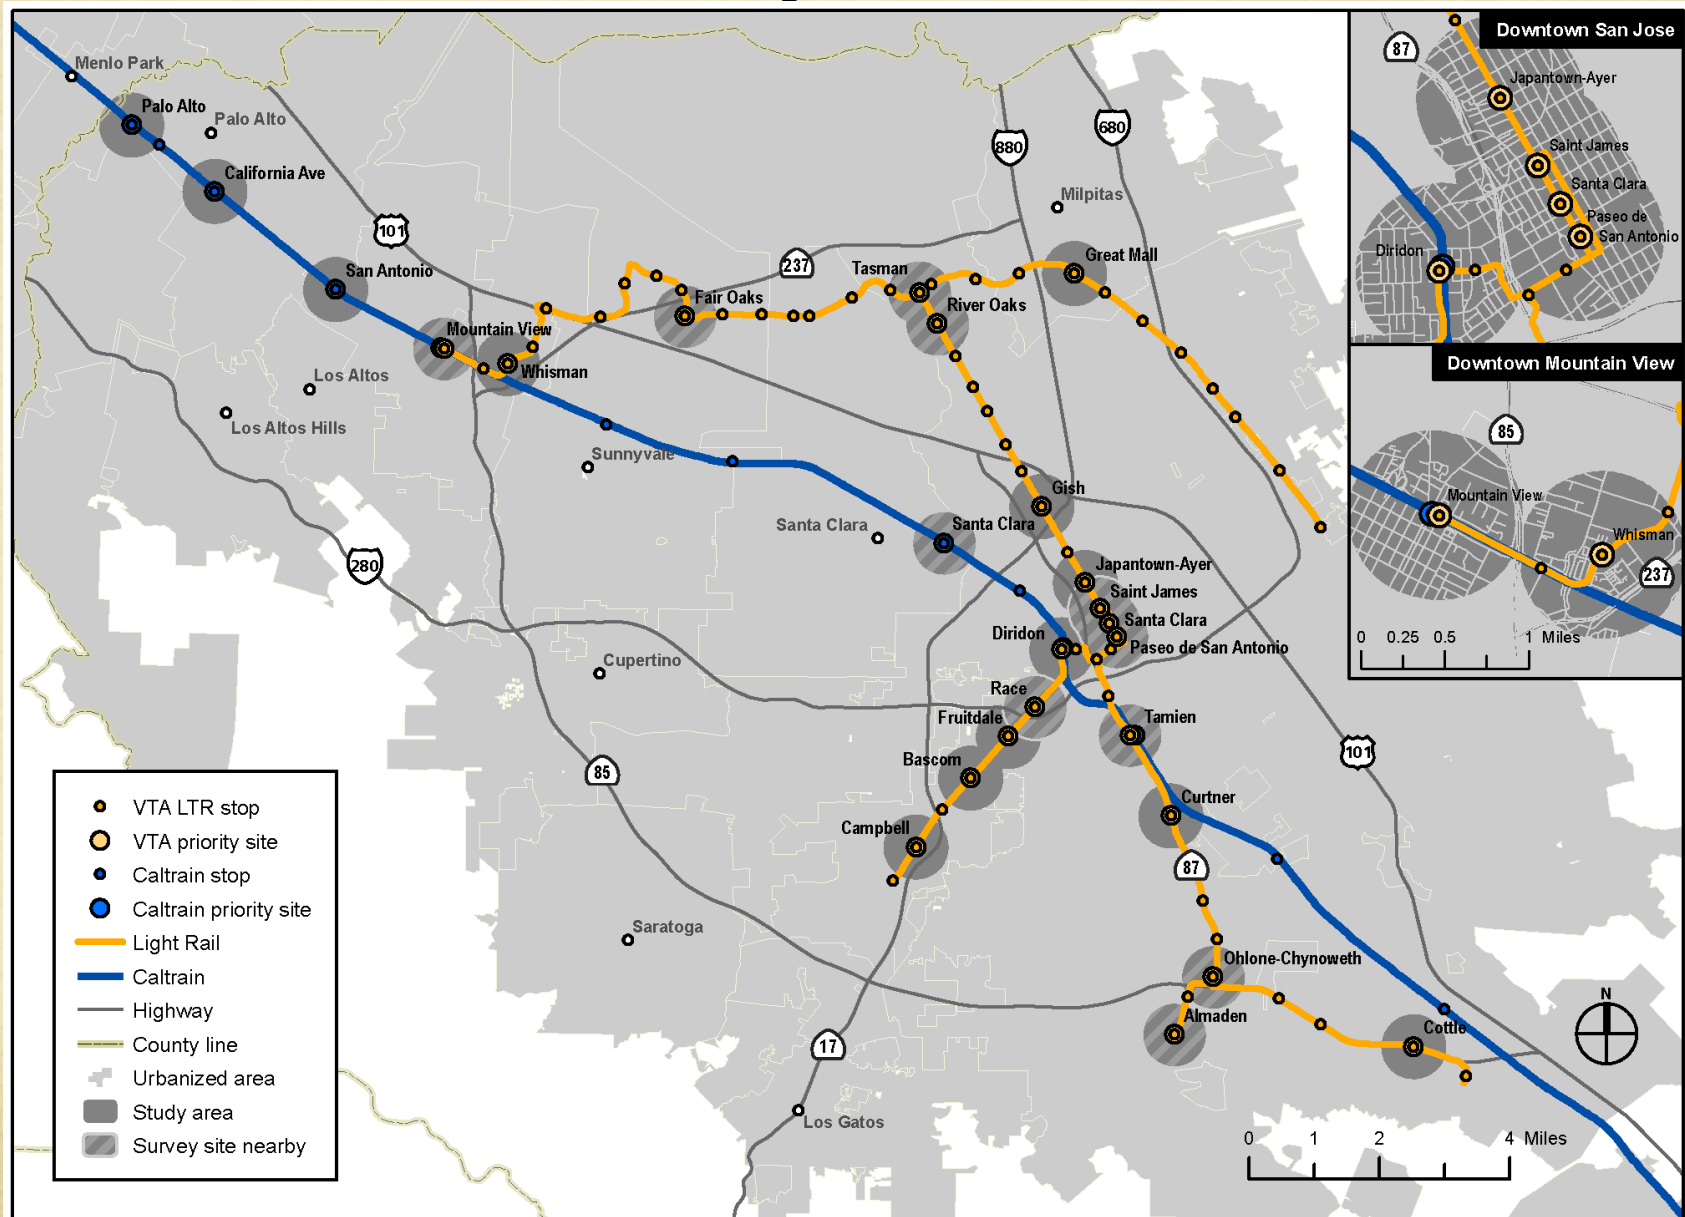 Menlo Park
Palo Alto
Palo Alto
California Ave
101
San Antonio
Mountain View
Whisman
Los Altos
Los Altos Hills
Sunnyvale
237
Fair Oaks
Tasman
River Oaks
Great Mall
Milpitas
880
680
Gish
Santa Clara
Santa Clara
Japantown-Ayer
Saint James
Santa Clara
Paseo de San Antonio
Diridon
280
Cupertino
Race
Fruitdale
Bascom
Campbell
Tamien
Curtner
101
85
87
Saratoga
Ohlone-Chynoweth
Almaden
Cottle
17
Los Gatos
N
0 1 2 4 Miles
VTA LTR stop
VTA priority site
Caltrain stop
Caltrain priority site
Light Rail
Caltrain
Highway
County line
Urbanized area
Study area
Survey site nearby
Downtown San Jose
87
Japantown-Ayer
Saint James
Santa Clara
Paseo de
San Antonio
Diridon
Downtown Mountain View
85
Mountain View
Whisman
237
0 0.25 0.5 1 Miles